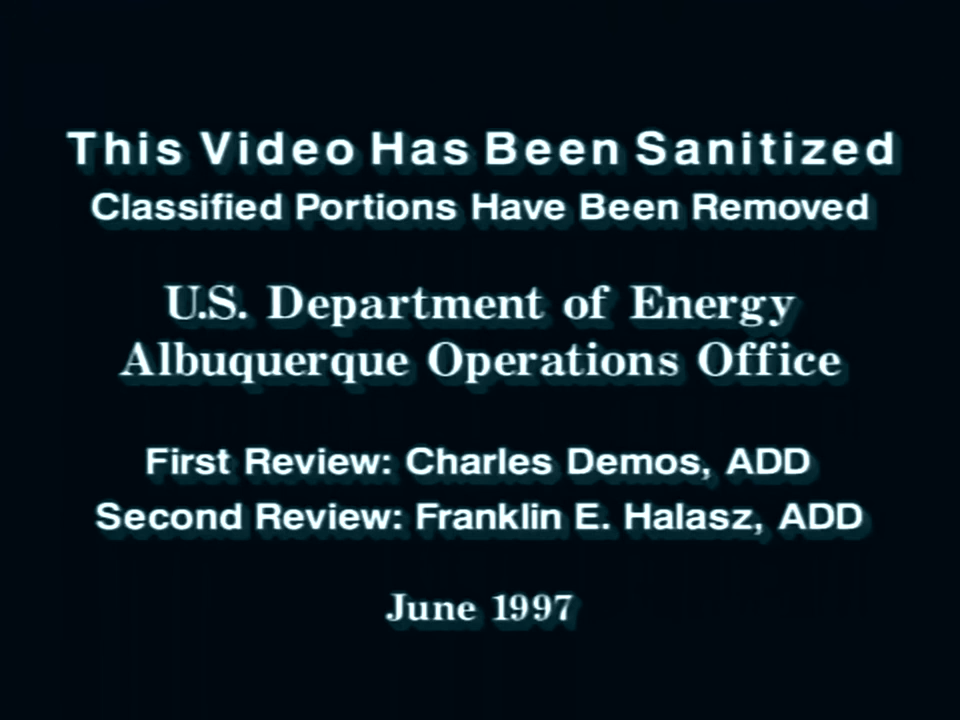 This Video Has Been Sanitized
Classified Portions Have Been Removed
U.S. Department of Energy
Albuquerque Operations Office
First Review: Charles Demos, ADD
Second Review: Franklin E. Halasz, ADD
June 1997